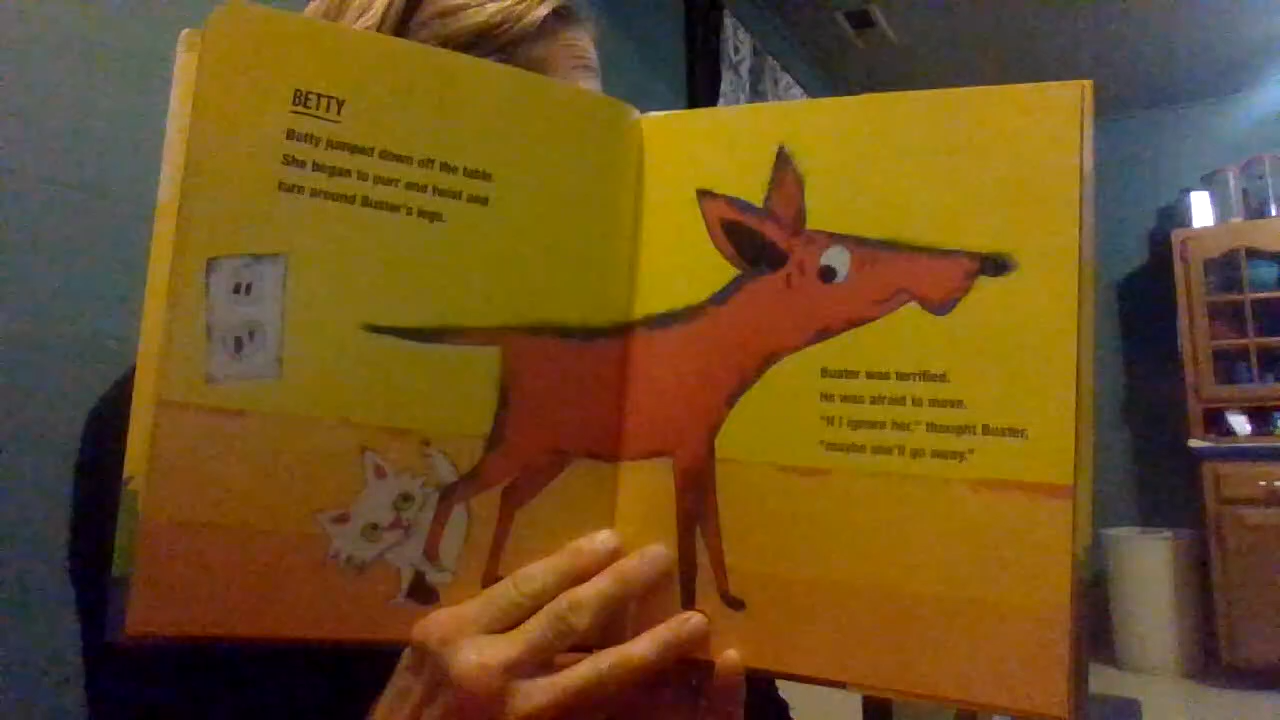 BETTY
Betty jumped down off the table.
She began to purr and twist and
turn around Buster's legs.
Buster was terrified.
He was afraid to move.
"If I ignore her," thought Buster,
"maybe she'll go away."